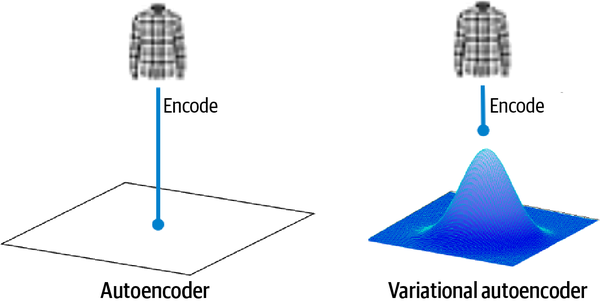 Encode
Encode
Autoencoder
Variational autoencoder